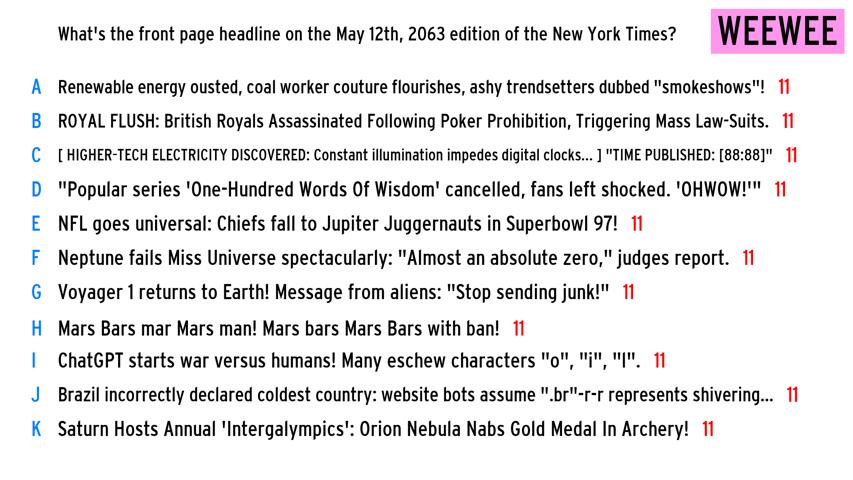 What's the front page headline on the May 12th, 2063 edition of the New York Times?
WEEWEE
A Renewable energy ousted, coal worker couture flourishes, ashy trendsetters dubbed "smokeshows"! 11
B ROYAL FLUSH: British Royals Assassinated Following Poker Prohibition, Triggering Mass Law-Suits. 11
C [ HIGHER-TECH ELECTRICITY DISCOVERED: Constant illumination impedes digital clocks... ] "TIME PUBLISHED: [88:88]" 11
D "Popular series 'One-Hundred Words Of Wisdom' cancelled, fans left shocked. 'OHWOW!'" 11
E NFL goes universal: Chiefs fall to Jupiter Juggernauts in Superbowl 97! 11
F Neptune fails Miss Universe spectacularly: "Almost an absolute zero," judges report. 11
G Voyager 1 returns to Earth! Message from aliens: "Stop sending junk!" 11
H Mars Bars mar Mars man! Mars bars Mars Bars with ban! 11
I ChatGPT starts war versus humans! Many eschew characters "o", "i", "l". 11
J Brazil incorrectly declared coldest country: website bots assume ".br"-r-r represents shivering... 11
K Saturn Hosts Annual 'Intergalympics': Orion Nebula Nabs Gold Medal In Archery! 11